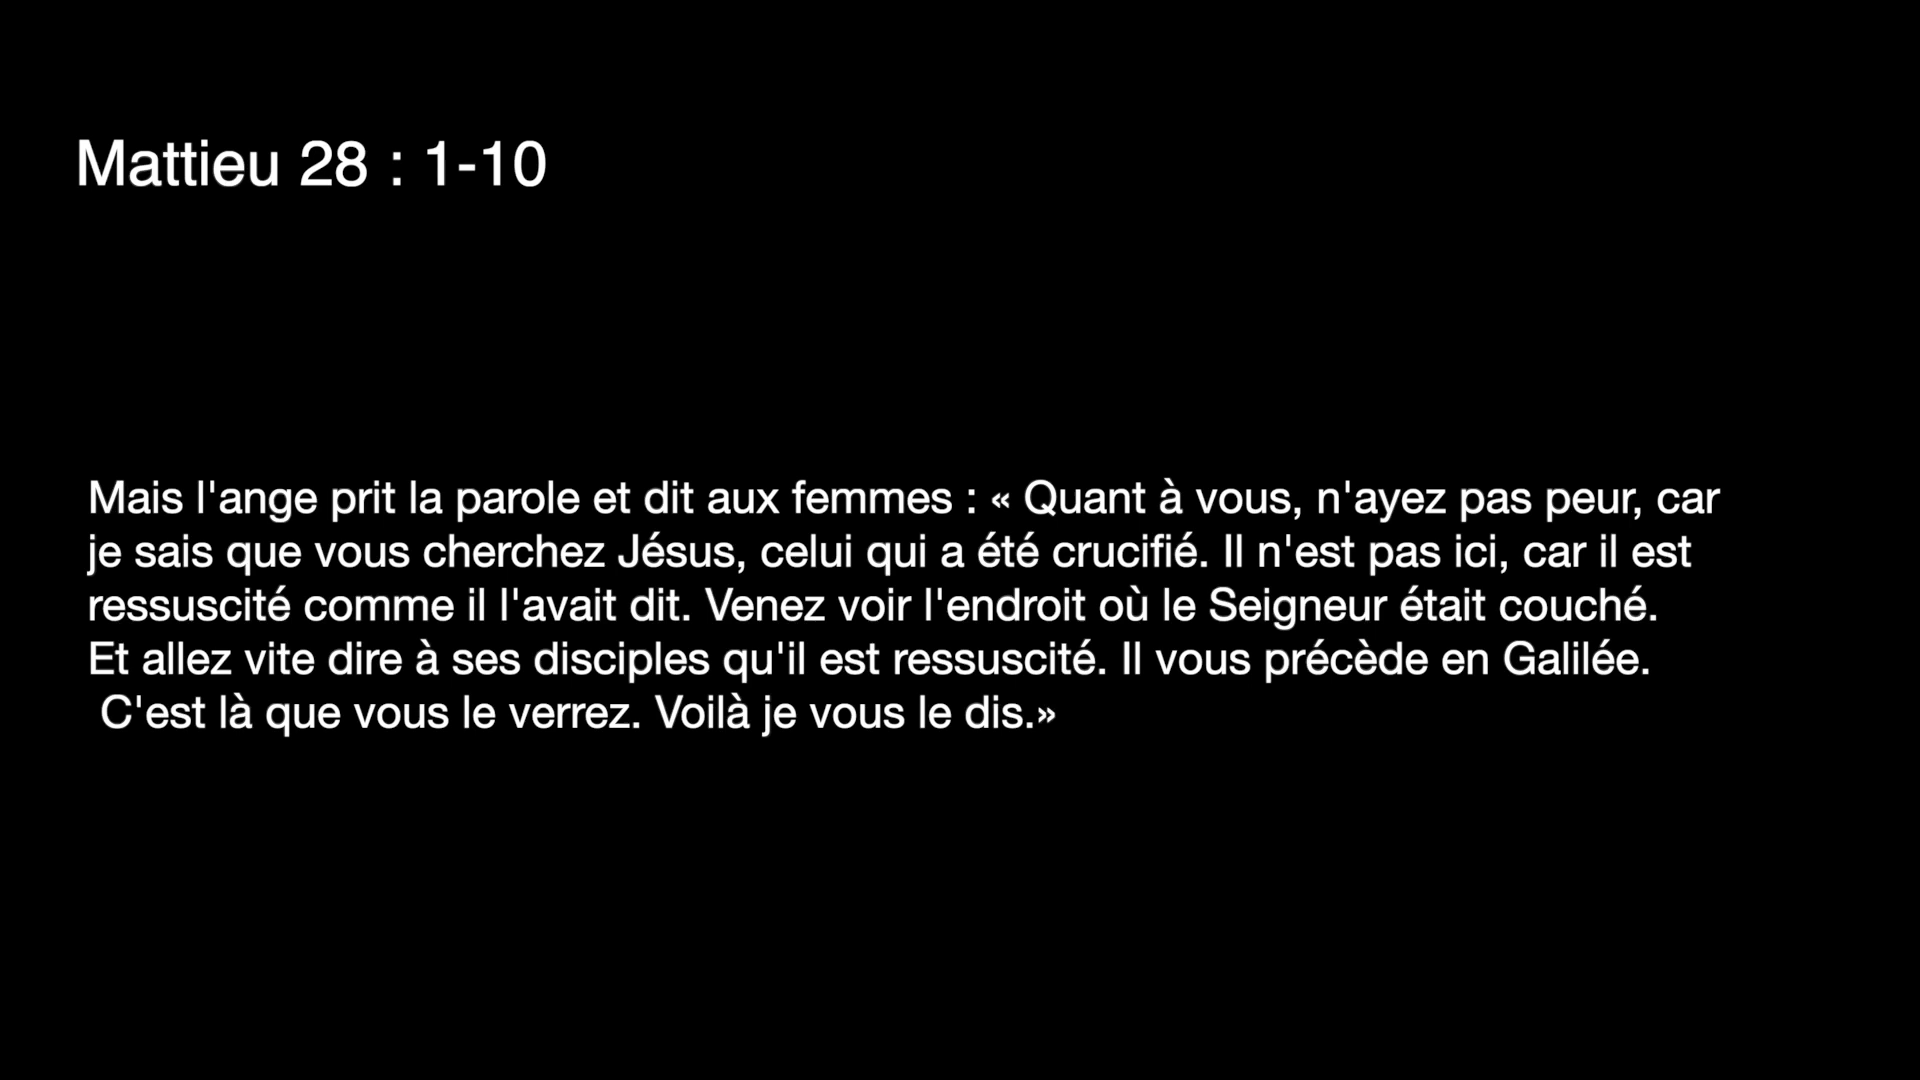 Mattieu 28 : 1-10
Mais l'ange prit la parole et dit aux femmes : « Quant à vous, n'ayez pas peur, car
je sais que vous cherchez Jésus, celui qui a été crucifié. Il n'est pas ici, car il est
ressuscité comme il l'avait dit. Venez voir l'endroit où le Seigneur était couché.
Et allez vite dire à ses disciples qu'il est ressuscité. Il vous précède en Galilée.
C'est là que vous le verrez. Voilà je vous le dis.»